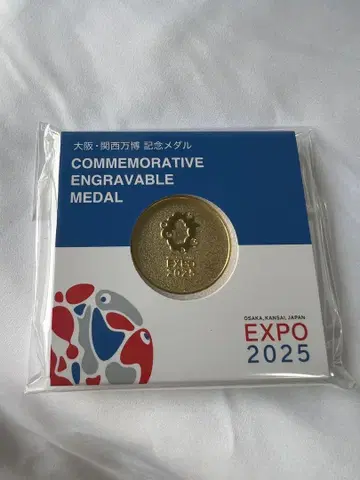 大阪・関西万博 記念メダル
COMMEMORATIVE
ENGRAVABLE
MEDAL
EXPO
2025
OSAKA, KANSAI, JAPAN
EXPO
2025